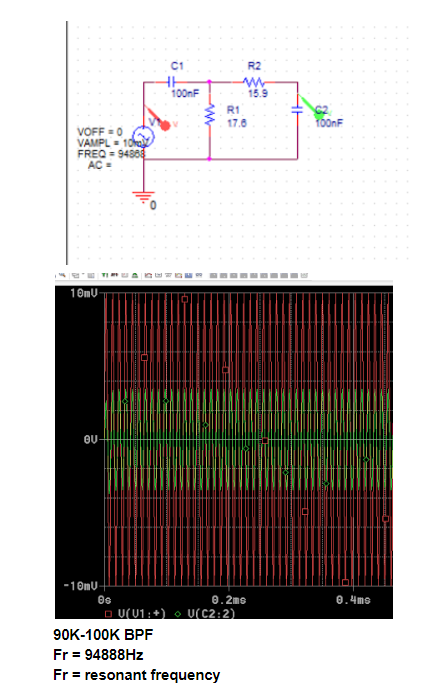 C1
R2
100nF
15.9
R1
17.6
C2
100nF
V1
VOFF = 0
VAMPL = 10mV
FREQ = 94868
AC =
0
10mV
0V
-10mV
0s
0.2ms
0.4ms
V(V1:+) V(C2:2)
90K-100K BPF
Fr = 94888Hz
Fr = resonant frequency